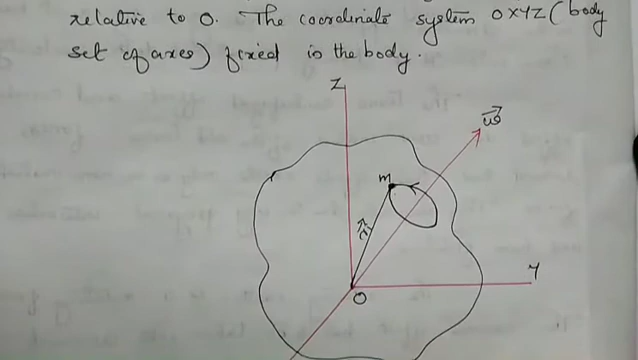 relative to O. The coordinate system OXYZ (body
set of axes) fixed in the body.
Z
ω
m
r
Y
O